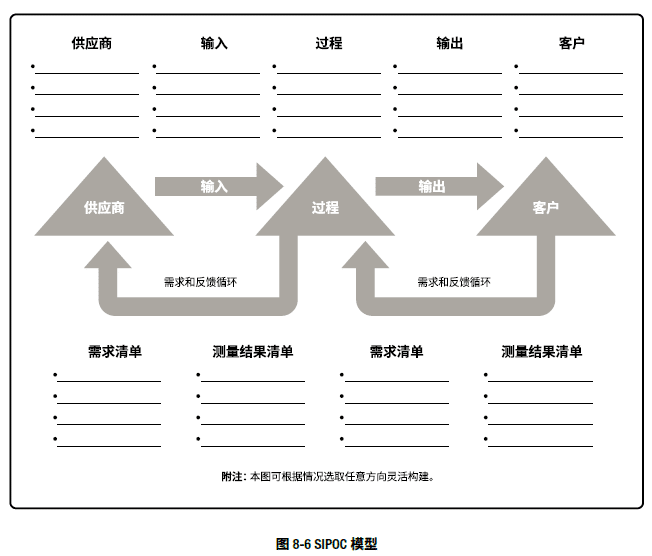 供应商 输入 过程 输出 客户
供应商 输入 过程 输出 客户
需求和反馈循环 需求和反馈循环
需求清单 测量结果清单 需求清单 测量结果清单
附注：本图可根据情况选取任意方向灵活构建。
图 8-6 SIPOC 模型